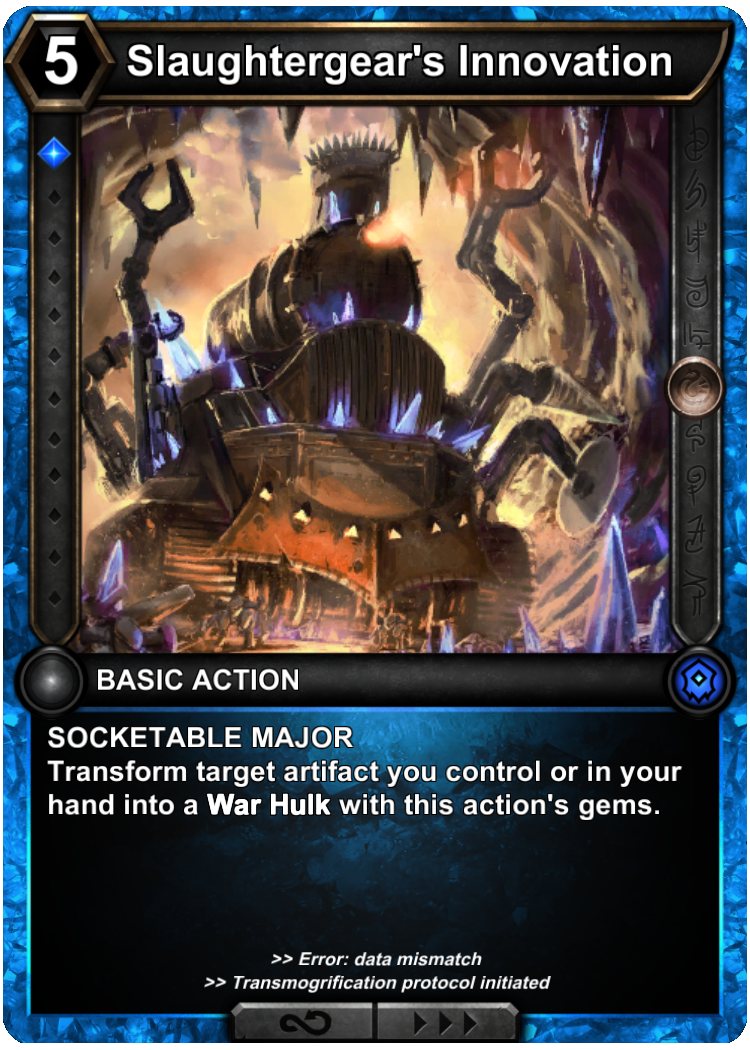 5
Slaughtergear's Innovation
BASIC ACTION
SOCKETABLE MAJOR
Transform target artifact you control or in your
hand into a War Hulk with this action's gems.
>> Error: data mismatch
>> Transmogrification protocol initiated